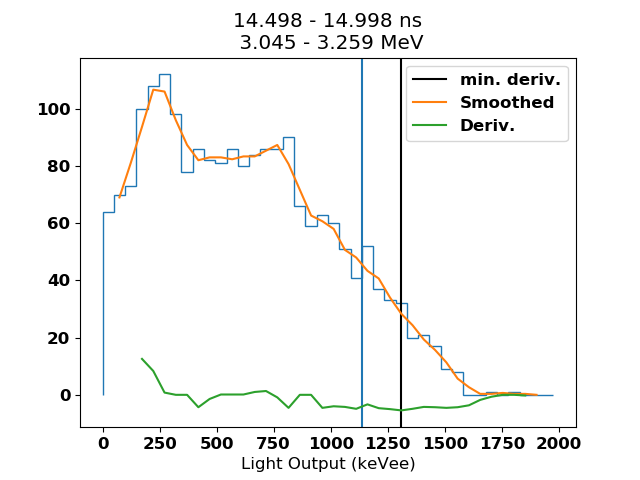 14.498 - 14.998 ns
3.045 - 3.259 MeV
min. deriv.
Smoothed
Deriv.
100
80
60
40
20
0
0 250 500 750 1000 1250 1500 1750 2000
Light Output (keVee)